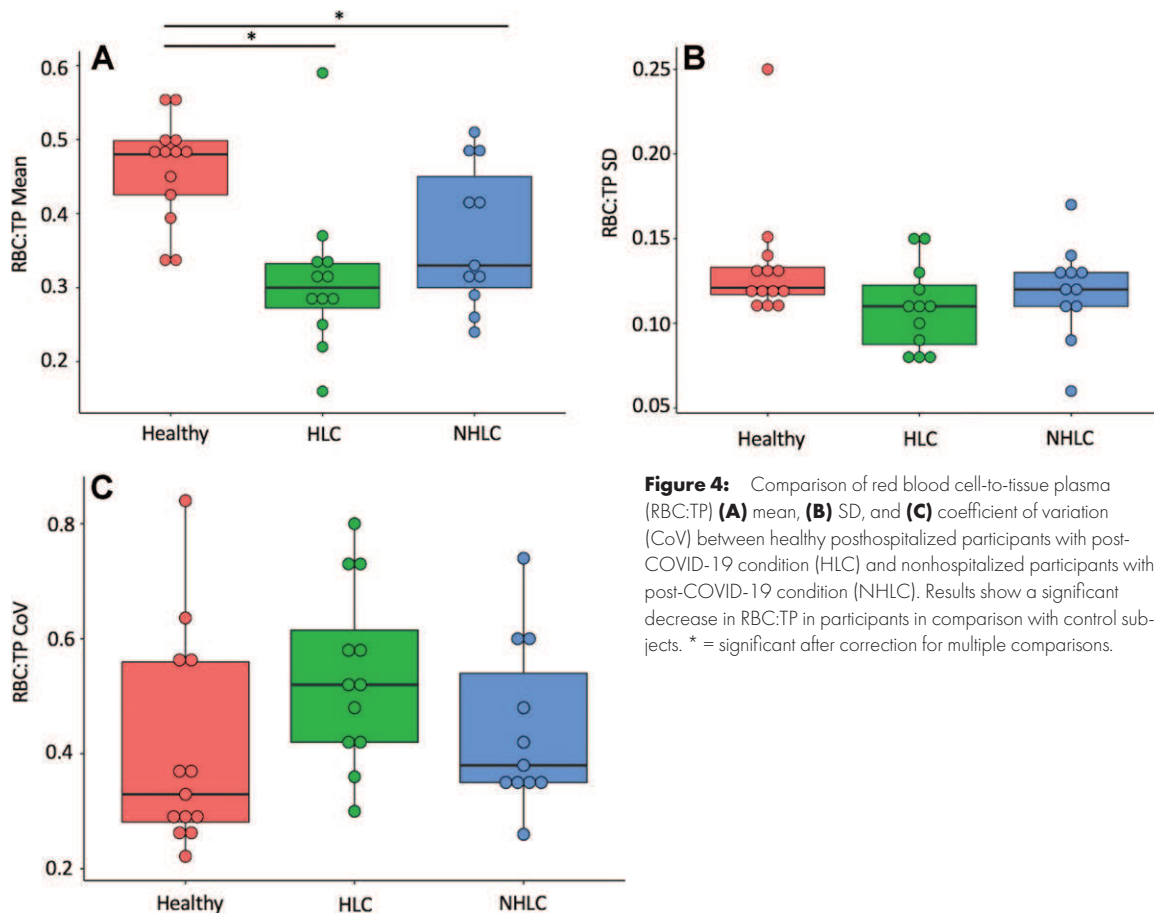 *
*
A
0.6
0.5
0.4
0.3
0.2
RBC:TP Mean
Healthy HLC NHLC
B
0.25
0.20
0.15
0.10
0.05
RBC:TP SD
Healthy HLC NHLC
C
0.8
0.6
0.4
0.2
RBC:TP CoV
Healthy HLC NHLC
Figure 4: Comparison of red blood cell-to-tissue plasma
(RBC:TP) (A) mean, (B) SD, and (C) coefficient of variation
(CoV) between healthy posthospitalized participants with post-
COVID-19 condition (HLC) and nonhospitalized participants with
post-COVID-19 condition (NHLC). Results show a significant
decrease in RBC:TP in participants in comparison with control sub-
jects. * = significant after correction for multiple comparisons.